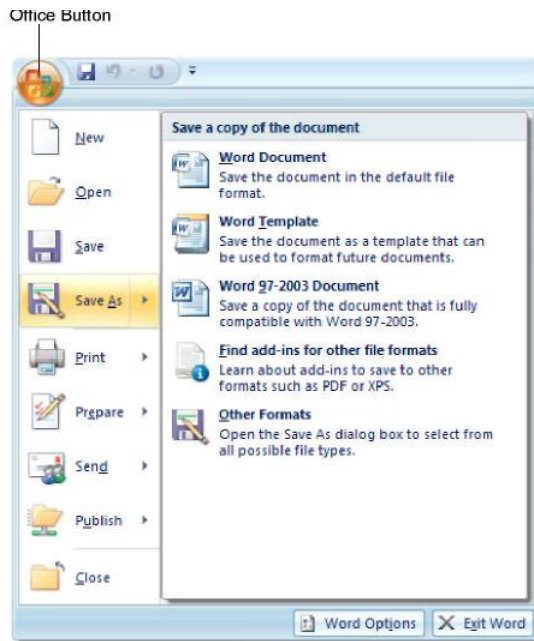 Office Button
New
Open
Save
Save As
Print
Prepare
Send
Publish
Close
Save a copy of the document
Word Document
Save the document in the default file
format.
Word Template
Save the document as a template that can
be used to format future documents.
Word 97-2003 Document
Save a copy of the document that is fully
compatible with Word 97-2003.
Find add-ins for other file formats
Learn about add-ins to save to other
formats such as PDF or XPS.
Other Formats
Open the Save As dialog box to select from
all possible file types.
Word Options
Exit Word